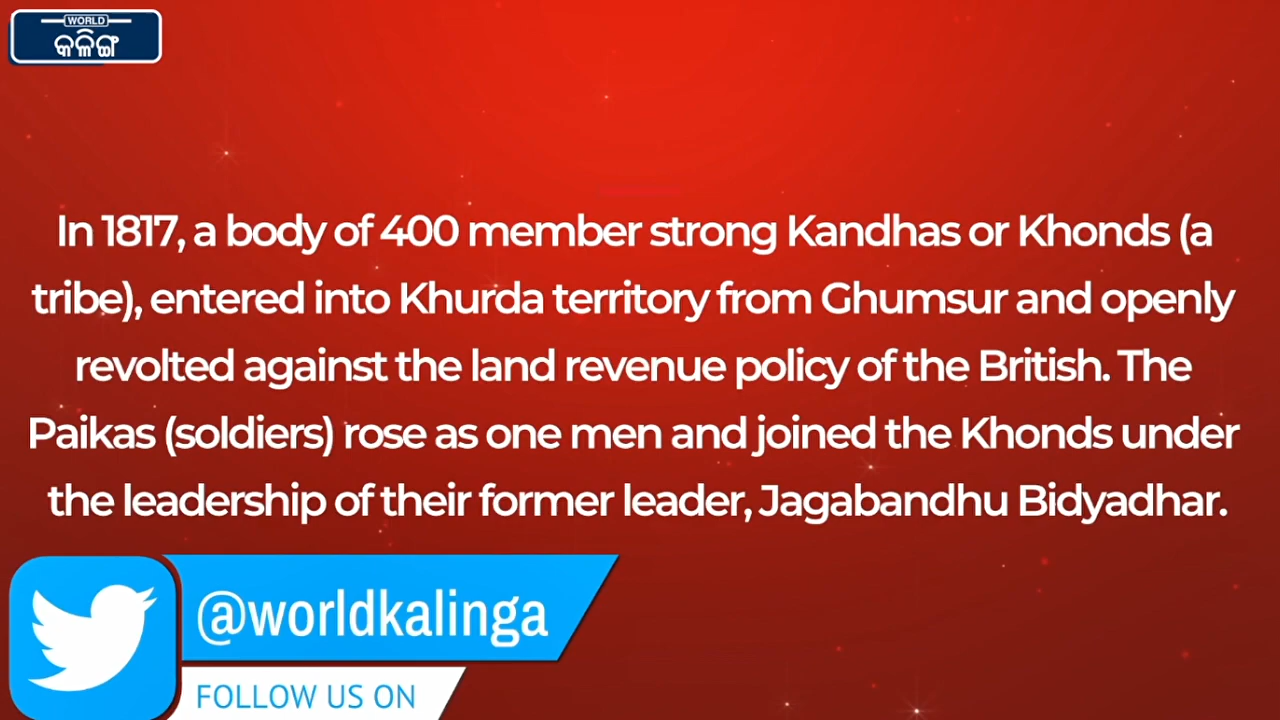 WORLD
କଳିଙ୍ଗ
In 1817, a body of 400 member strong Kandhas or Khonds (a
tribe), entered into Khurda territory from Ghumsur and openly
revolted against the land revenue policy of the British. The
Paikas (soldiers) rose as one men and joined the Khonds under
the leadership of their former leader, Jagabandhu Bidyadhar.
@worldkalinga
FOLLOW US ON